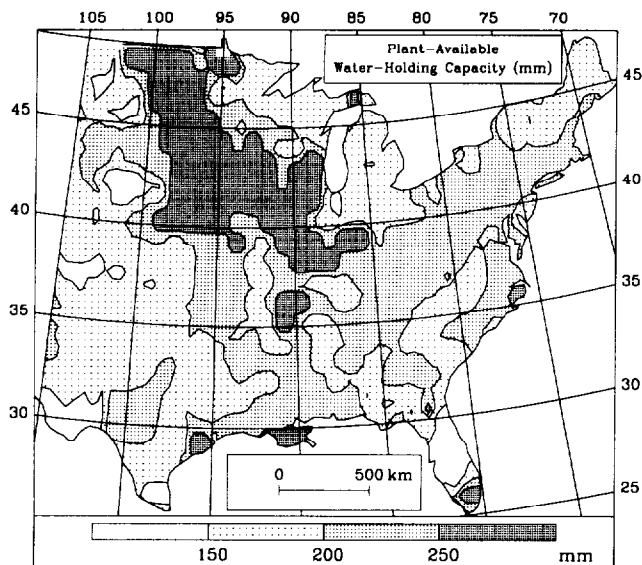 105 100 95 90 85 80 75 70
Plant-Available
Water-Holding Capacity (mm)
45 45
40 40
35 35
30 30
25
0 500 km
150 200 250 mm